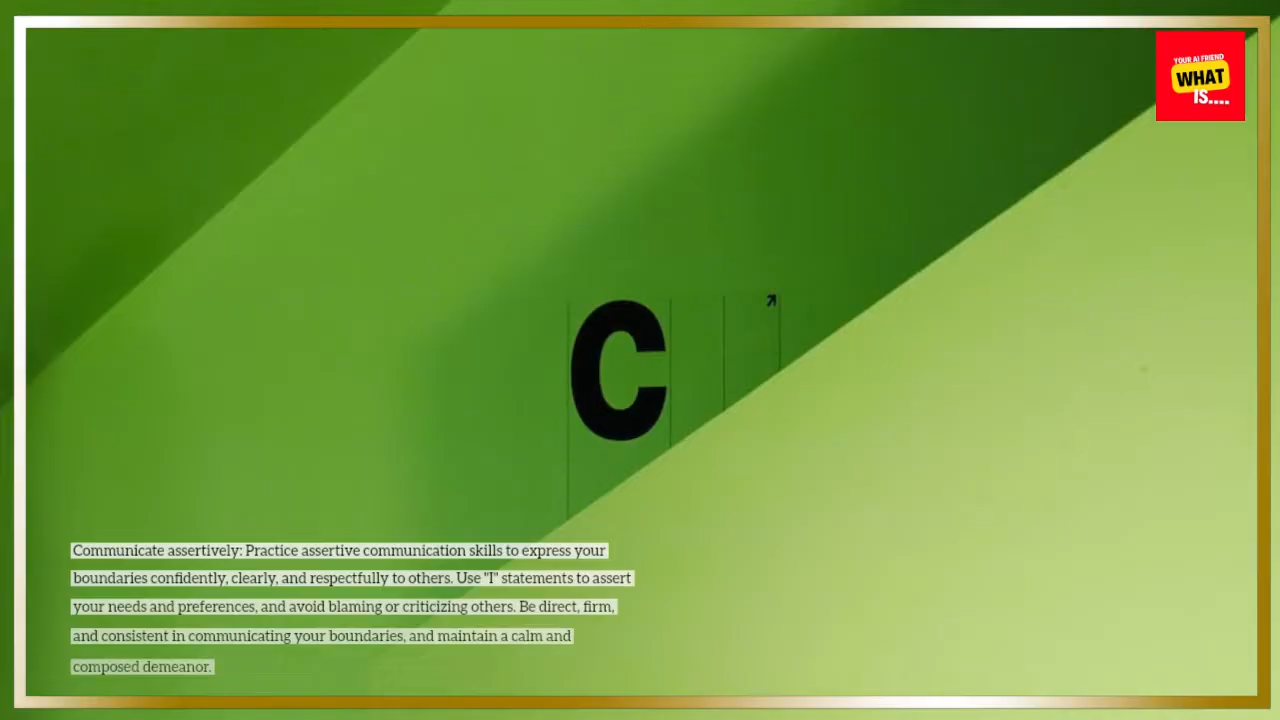 YOUR AI FRIEND
WHAT
IS....
C
Communicate assertively: Practice assertive communication skills to express your
boundaries confidently, clearly, and respectfully to others. Use "I" statements to assert
your needs and preferences, and avoid blaming or criticizing others. Be direct, firm,
and consistent in communicating your boundaries, and maintain a calm and
composed demeanor.